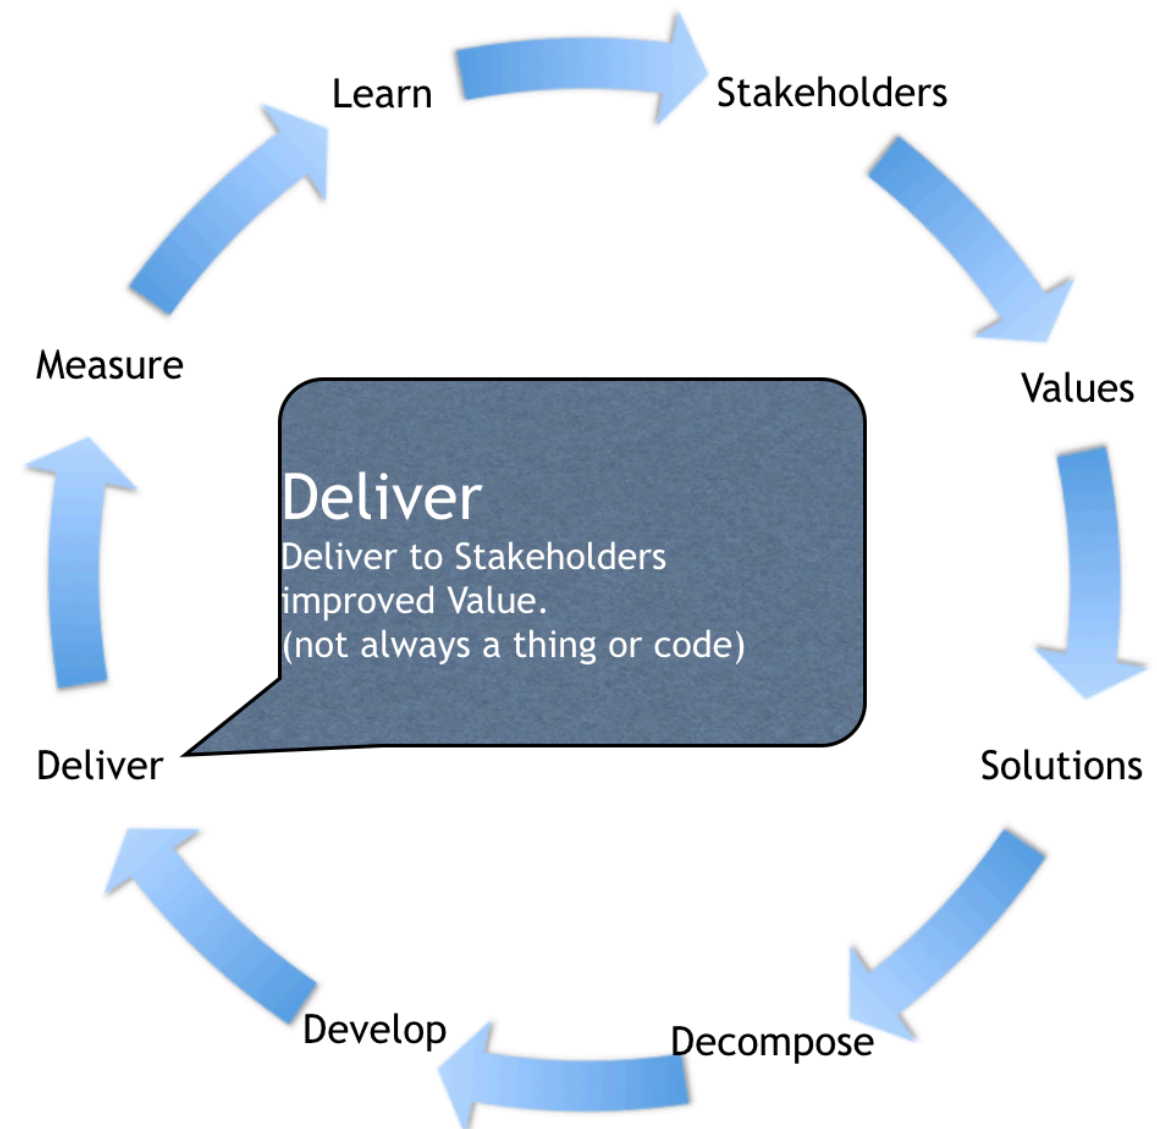 Learn
Stakeholders
Measure
Values
Deliver
Deliver to Stakeholders
improved Value.
(not always a thing or code)
Deliver
Solutions
Develop
Decompose